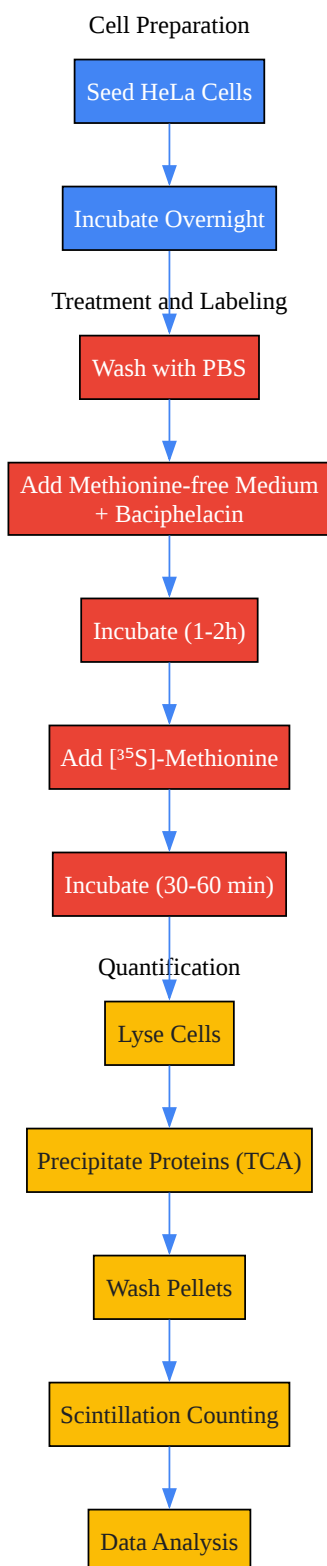 Cell Preparation
Seed HeLa Cells
Incubate Overnight
Treatment and Labeling
Wash with PBS
Add Methionine-free Medium
+ Baciphelacin
Incubate (1-2h)
Add [³⁵S]-Methionine
Incubate (30-60 min)
Quantification
Lyse Cells
Precipitate Proteins (TCA)
Wash Pellets
Scintillation Counting
Data Analysis